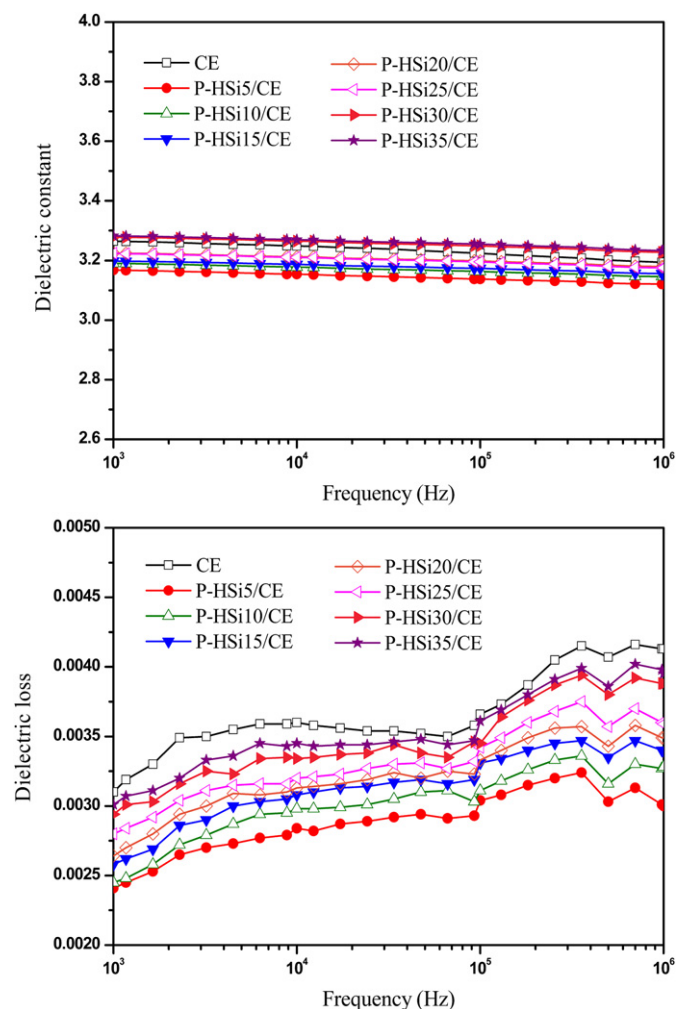 4.0
CE
P-HSi20/CE
P-HSi5/CE
P-HSi25/CE
3.8
P-HSi10/CE
P-HSi30/CE
P-HSi15/CE
P-HSi35/CE
3.6
3.4
Dielectric constant
3.2
3.0
2.8
2.6
10³
10⁴
10⁵
10⁶
Frequency (Hz)
0.0050
CE
P-HSi20/CE
P-HSi5/CE
P-HSi25/CE
0.0045
P-HSi10/CE
P-HSi30/CE
P-HSi15/CE
P-HSi35/CE
0.0040
0.0035
Dielectric loss
0.0030
0.0025
0.0020
10³
10⁴
10⁵
10⁶
Frequency (Hz)